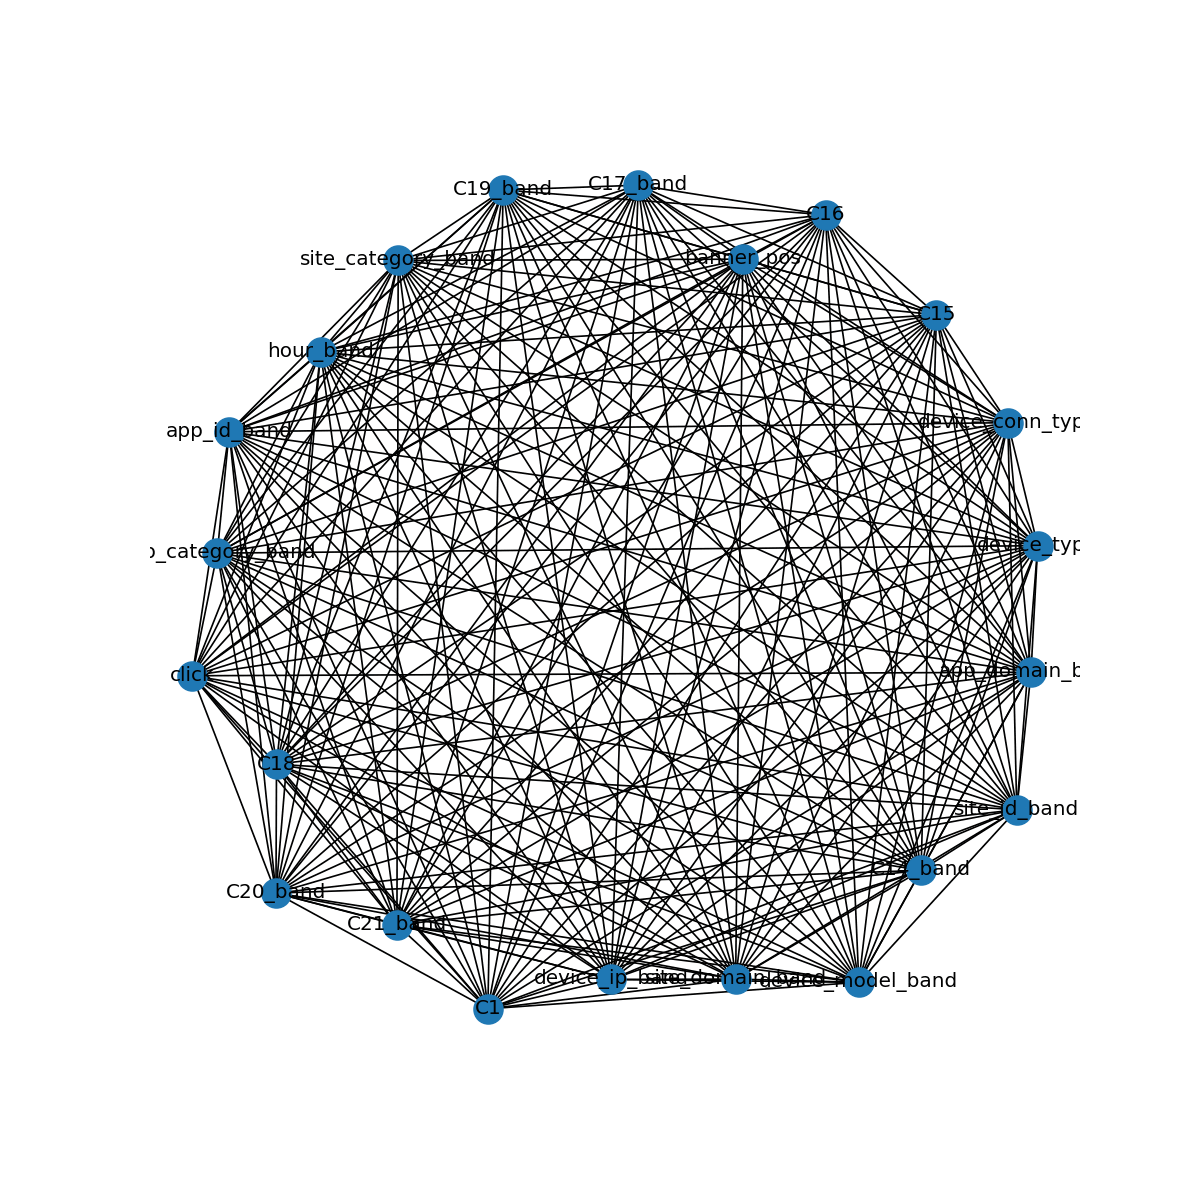 C19_band
C17_band
C16
site_category_band
banner_pos
C15
hour_band
device_conn_typ
app_id_band
device_typ
p_category_band
app_domain_b
click
C18
site_id_band
C14_band
C20_band
C21_band
device_ip_band
site_domain_band
device_model_band
C1